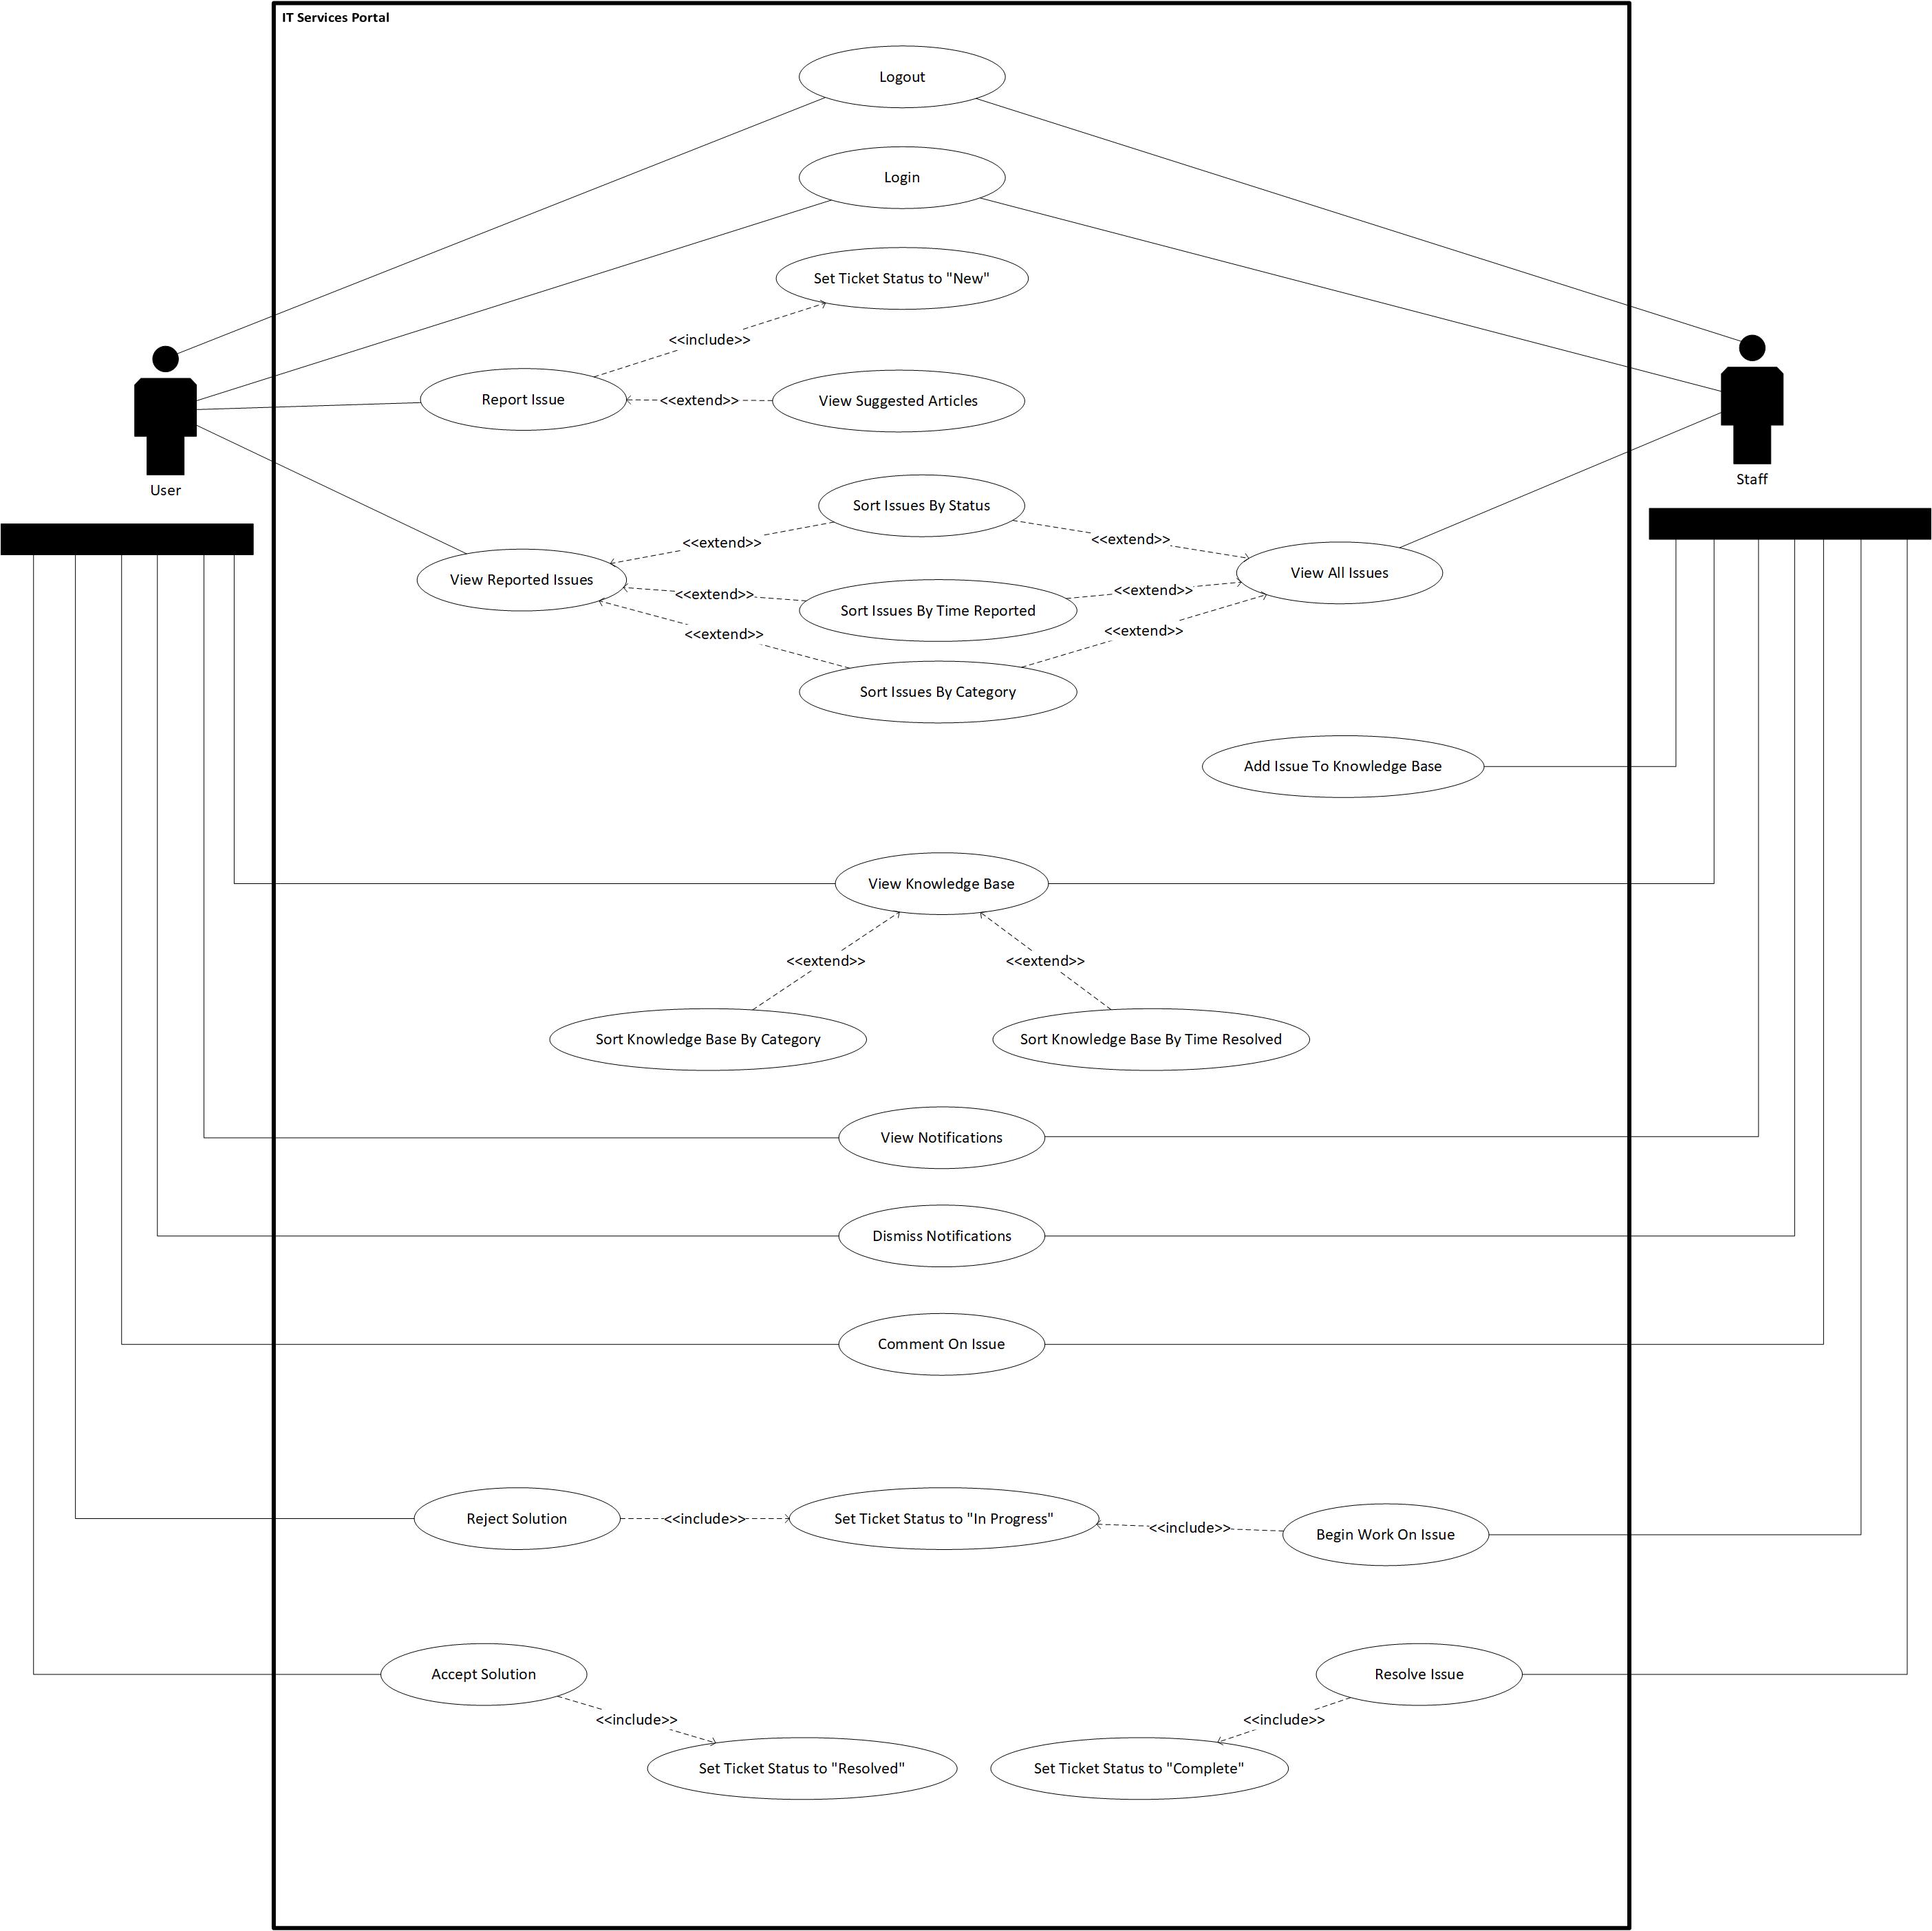 IT Services Portal
Logout
Login
Set Ticket Status to "New"
<<include>>
Report Issue
<<extend>>
View Suggested Articles
User
Staff
Sort Issues By Status
<<extend>>
<<extend>>
View Reported Issues
View All Issues
<<extend>>
Sort Issues By Time Reported
<<extend>>
<<extend>>
<<extend>>
Sort Issues By Category
Add Issue To Knowledge Base
View Knowledge Base
<<extend>>
<<extend>>
Sort Knowledge Base By Category
Sort Knowledge Base By Time Resolved
View Notifications
Dismiss Notifications
Comment On Issue
Reject Solution
<<include>>
Set Ticket Status to "In Progress"
<<include>>
Begin Work On Issue
Accept Solution
Resolve Issue
<<include>>
<<include>>
Set Ticket Status to "Resolved"
Set Ticket Status to "Complete"